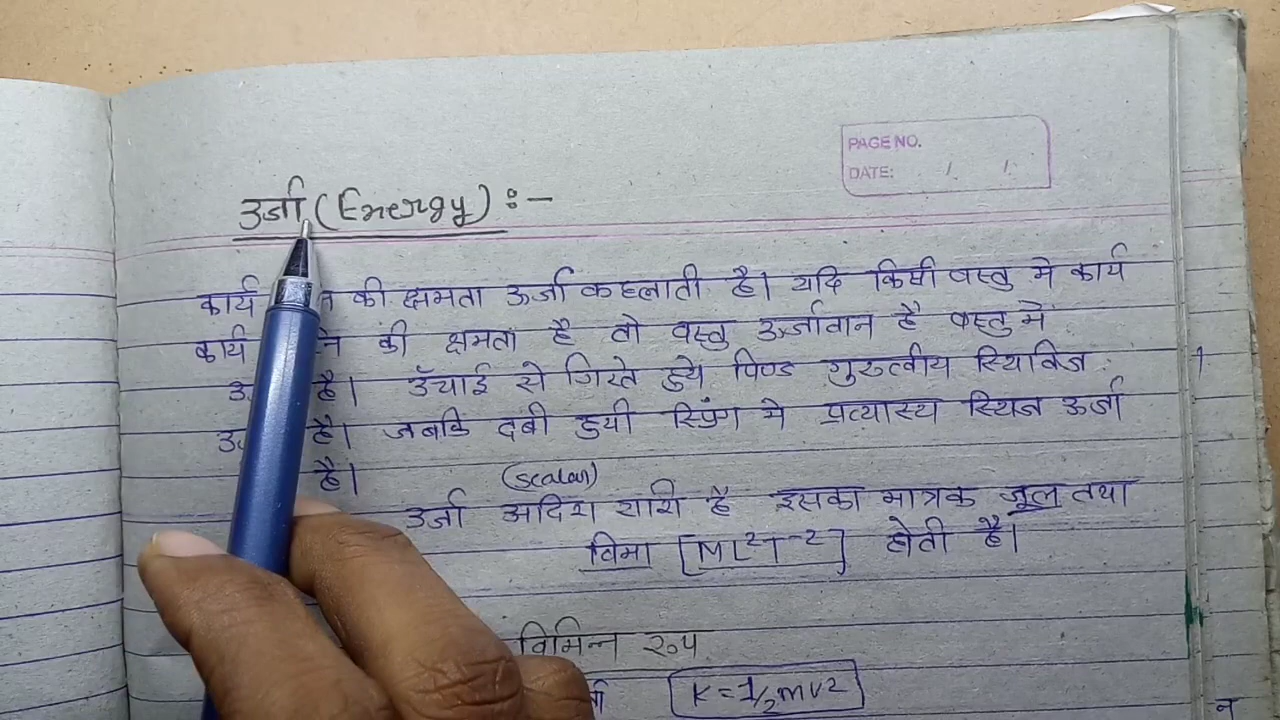 PAGE NO.
DATE: / /
उर्जा (Energy) :-
कार्य की क्षमता ऊर्जा कहलाती है। यदि किसी वस्तु मे कार्य
कार्य की क्षमता है तो वस्तु ऊर्जावान है वस्तु में
है। ऊँचाई से गिरते हुये पिण्ड गुरुत्वीय स्थितिज
है। जबकि दबी हुयी स्प्रिंग मे प्रत्यास्थ स्थिज ऊर्जा
है।
(scalar)
उर्जा अदिश राशि है इसका मात्रक जूल तथा
विमा [ML²T⁻²] होती है।
विभिन्न रूप
K = 1/2 mv2